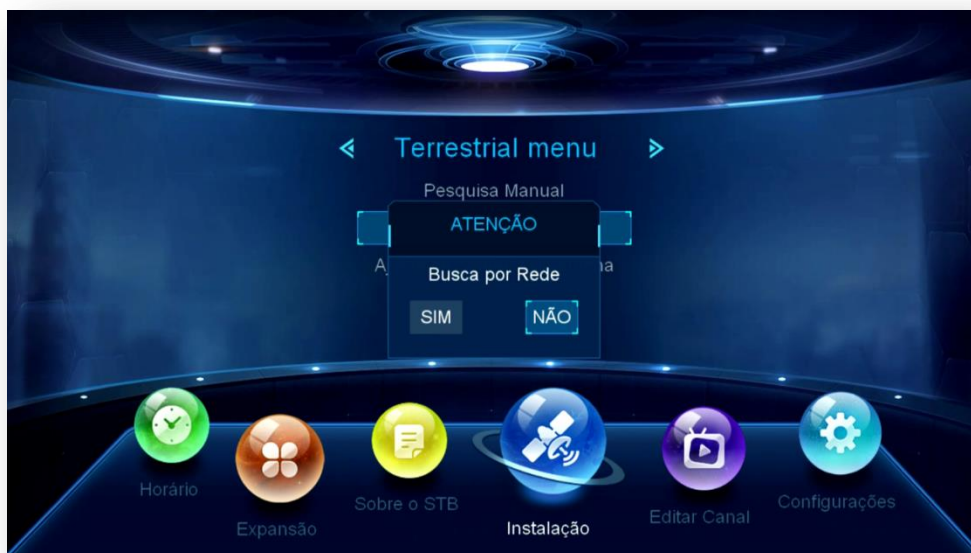 Terrestrial menu
Pesquisa Manual
ATENÇÃO
Busca por Rede
SIM NÃO
Horário
Expansão
Sobre o STB
Instalação
Editar Canal
Configurações